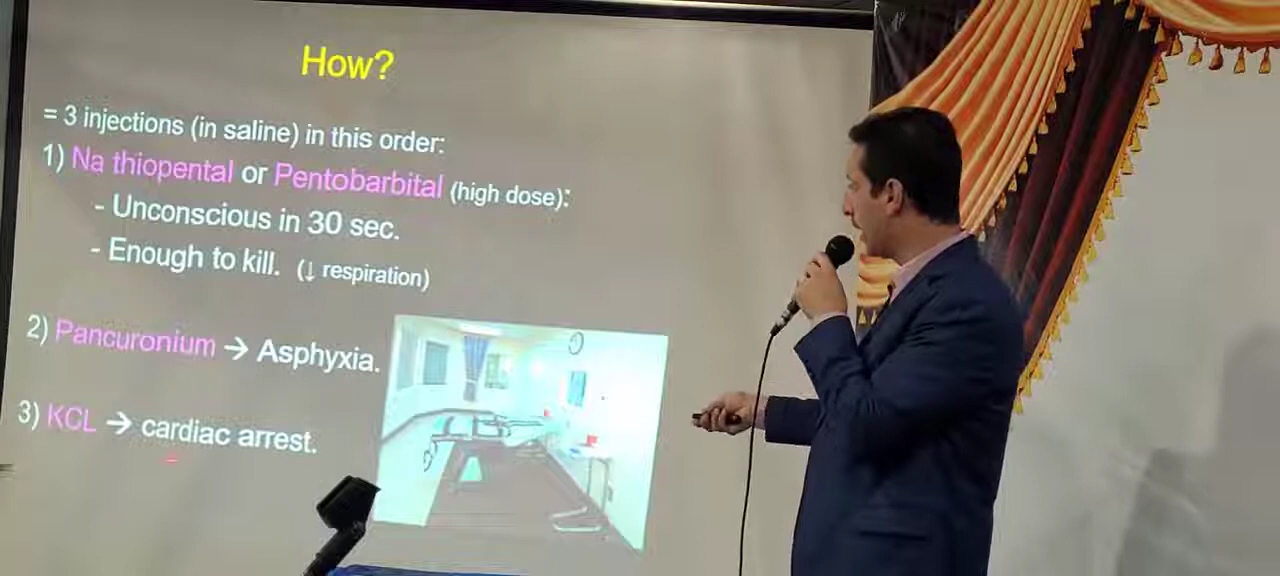 How?
= 3 injections (in saline) in this order:
1) Na thiopental or Pentobarbital (high dose):
- Unconscious in 30 sec.
- Enough to kill. (↓ respiration)
2) Pancuronium → Asphyxia.
3) KCL → cardiac arrest.